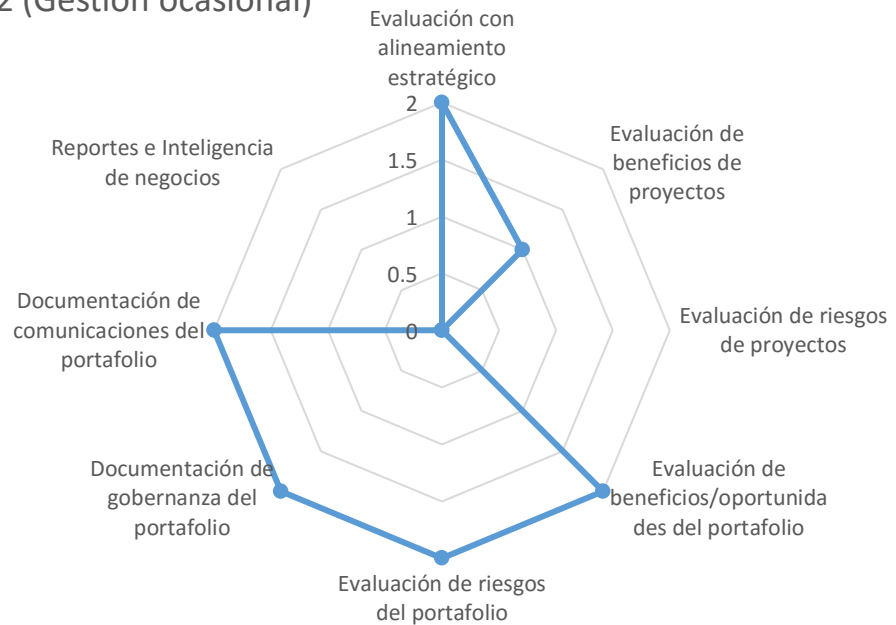 2 (Gestión ocasional)
Evaluación con
alineamiento
estratégico
Evaluación de
beneficios de
proyectos
Evaluación de riesgos
de proyectos
Evaluación de
beneficios/oportunida
des del portafolio
Evaluación de riesgos
del portafolio
Documentación de
gobernanza del
portafolio
Documentación de
comunicaciones del
portafolio
Reportes e Inteligencia
de negocios
2
1.5
1
0.5
0